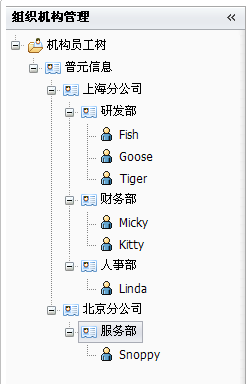 组织机构管理 «
机构员工树
普元信息
上海分公司
研发部
Fish
Goose
Tiger
财务部
Micky
Kitty
人事部
Linda
北京分公司
服务部
Snoppy